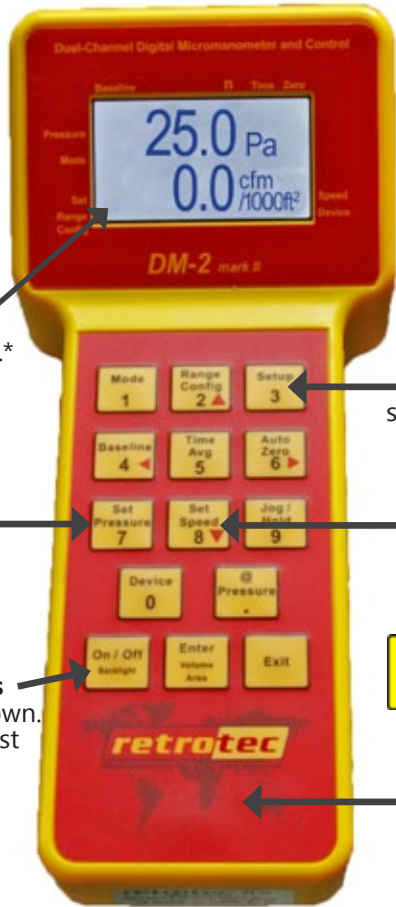 Dual-Channel Digital Micromanometer and Control
Baseline n Time Zero
Pressure
Mode
Set
Range
Config
25.0 Pa
0.0 cfm
/1000ft²
Speed
Device
DM-2 mark II
.*
Mode
1
Range
Config
2
Setup
3
s
Baseline
4
Time
Avg
5
Auto
Zero
6
Set
Pressure
7
Set
Speed
8
Jog /
Hold
9
Device
0
@
Pressure
.
On / Off
Backlight
Enter
Volume
Area
Exit
s
own.
st
retrotec